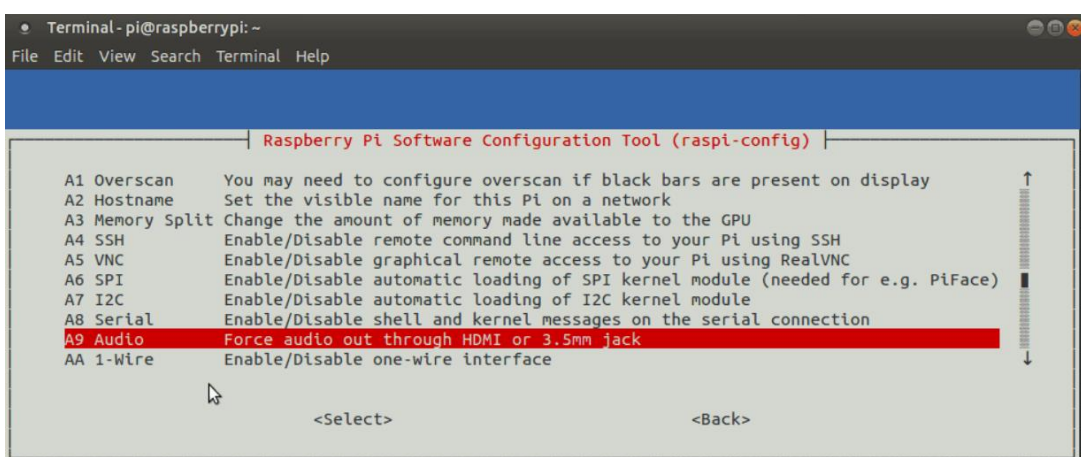 Terminal - pi@raspberrypi: ~
File Edit View Search Terminal Help
Raspberry Pi Software Configuration Tool (raspi-config)
A1 Overscan You may need to configure overscan if black bars are present on display
A2 Hostname Set the visible name for this Pi on a network
A3 Memory Split Change the amount of memory made available to the GPU
A4 SSH Enable/Disable remote command line access to your Pi using SSH
A5 VNC Enable/Disable graphical remote access to your Pi using RealVNC
A6 SPI Enable/Disable automatic loading of SPI kernel module (needed for e.g. PiFace)
A7 I2C Enable/Disable automatic loading of I2C kernel module
A8 Serial Enable/Disable shell and kernel messages on the serial connection
A9 Audio Force audio out through HDMI or 3.5mm jack
AA 1-Wire Enable/Disable one-wire interface
<Select> <Back>